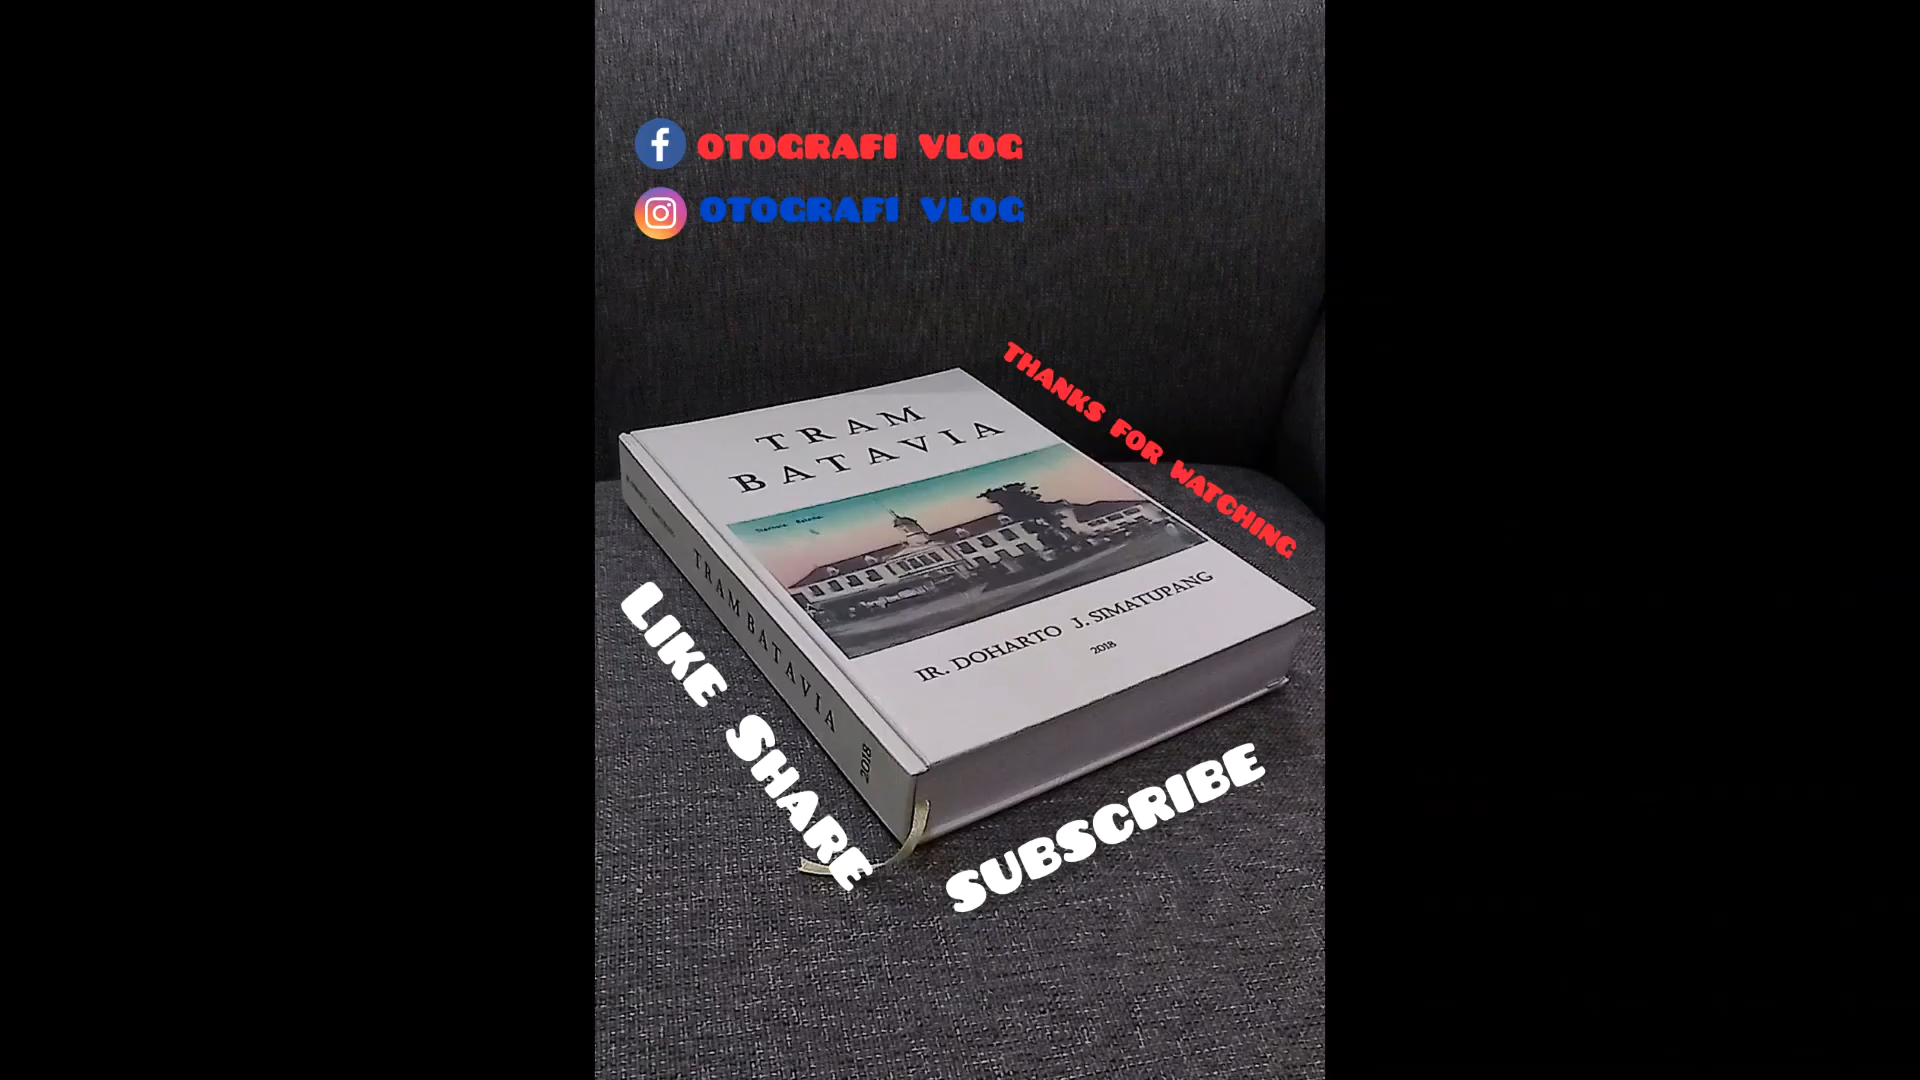 OTOGRAFI VLOG
OTOGRAFI VLOG
THANKS FOR WATCHING
TRAM
BATAVIA
IR. DOHARTO J. SIMATUPANG
2018
TRAM BATAVIA
2018
LIKE SHARE
SUBSCRIBE